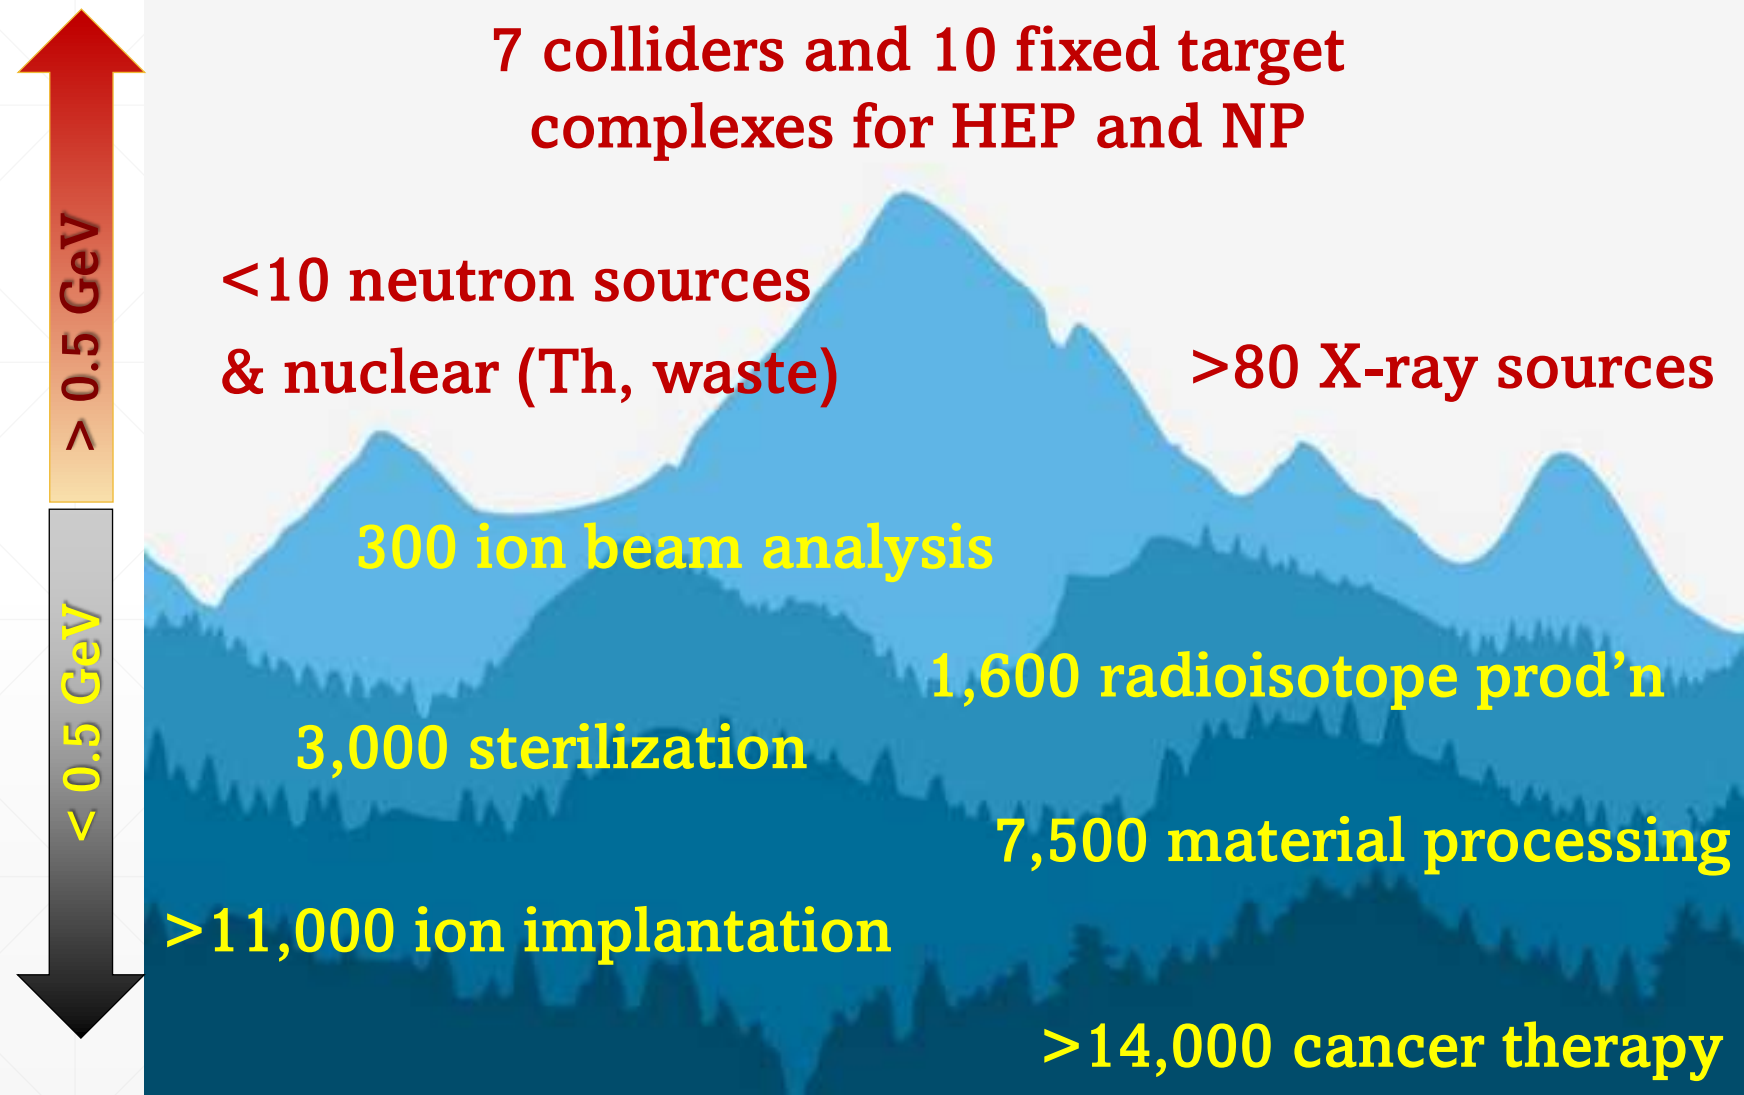 7 colliders and 10 fixed target
complexes for HEP and NP
> 0.5 GeV
<10 neutron sources
& nuclear (Th, waste)
>80 X-ray sources
300 ion beam analysis
< 0.5 GeV
1,600 radioisotope prod’n
3,000 sterilization
7,500 material processing
>11,000 ion implantation
>14,000 cancer therapy